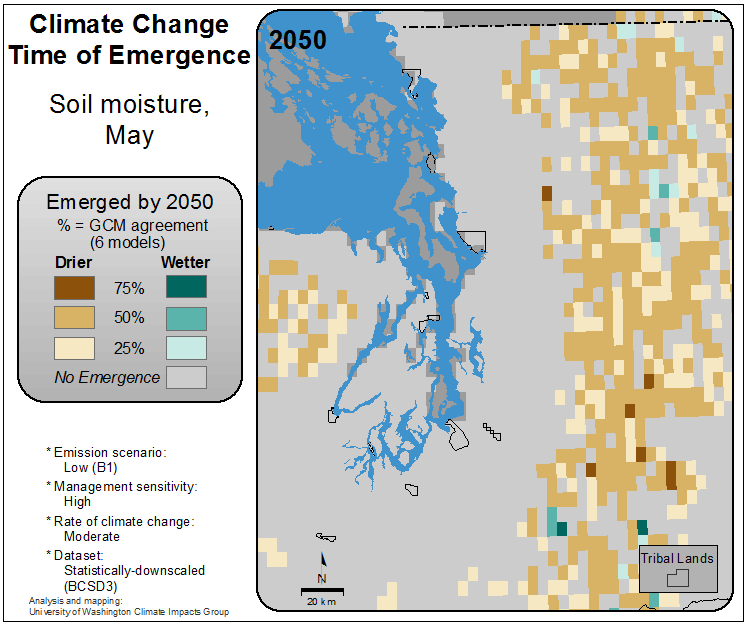 Climate Change
Time of Emergence
Soil moisture,
May
Emerged by 2050
% = GCM agreement
(6 models)
Drier
Wetter
75%
50%
25%
No Emergence
* Emission scenario:
Low (B1)
* Management sensitivity:
High
* Rate of climate change:
Moderate
* Dataset:
Statistically-downscaled
(BCSD3)
Analysis and mapping:
University of Washington Climate Impacts Group
2050
N
20 km
Tribal Lands